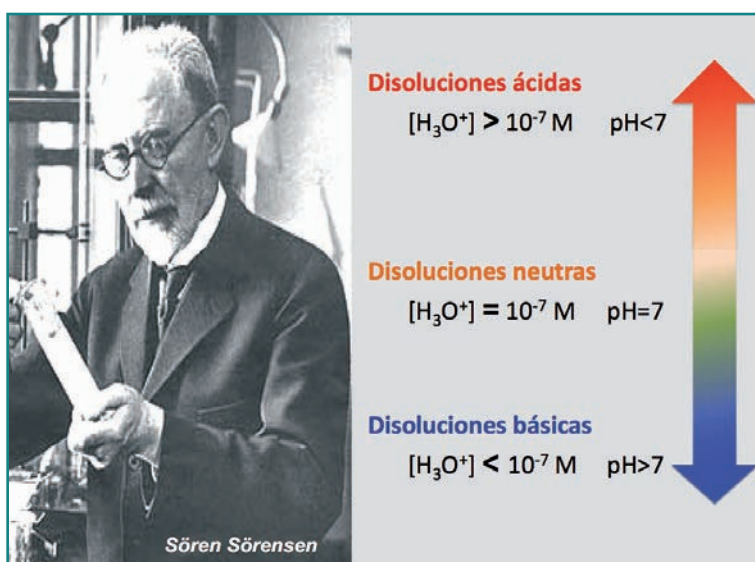 Disoluciones ácidas
[H₃O⁺] > 10⁻⁷ M pH<7
Disoluciones neutras
[H₃O⁺] = 10⁻⁷ M pH=7
Disoluciones básicas
[H₃O⁺] < 10⁻⁷ M pH>7
Sören Sörensen